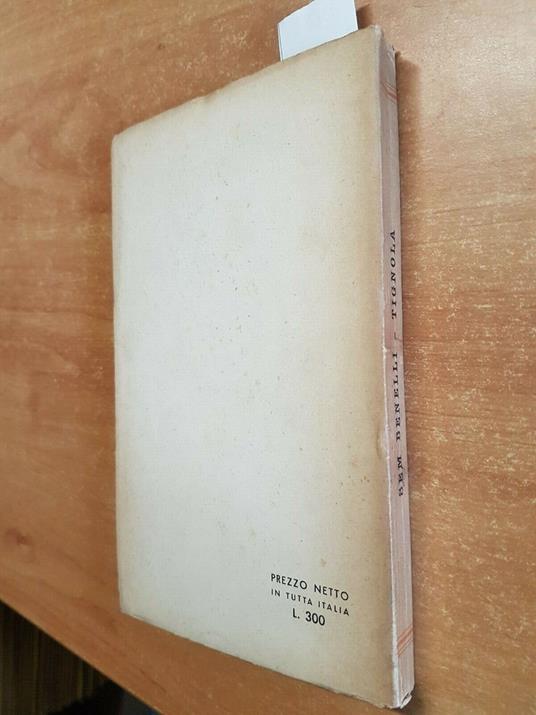 PREZZO NETTO
IN TUTTA ITALIA
L. 300
SEM BENELLI - TIGNOLA